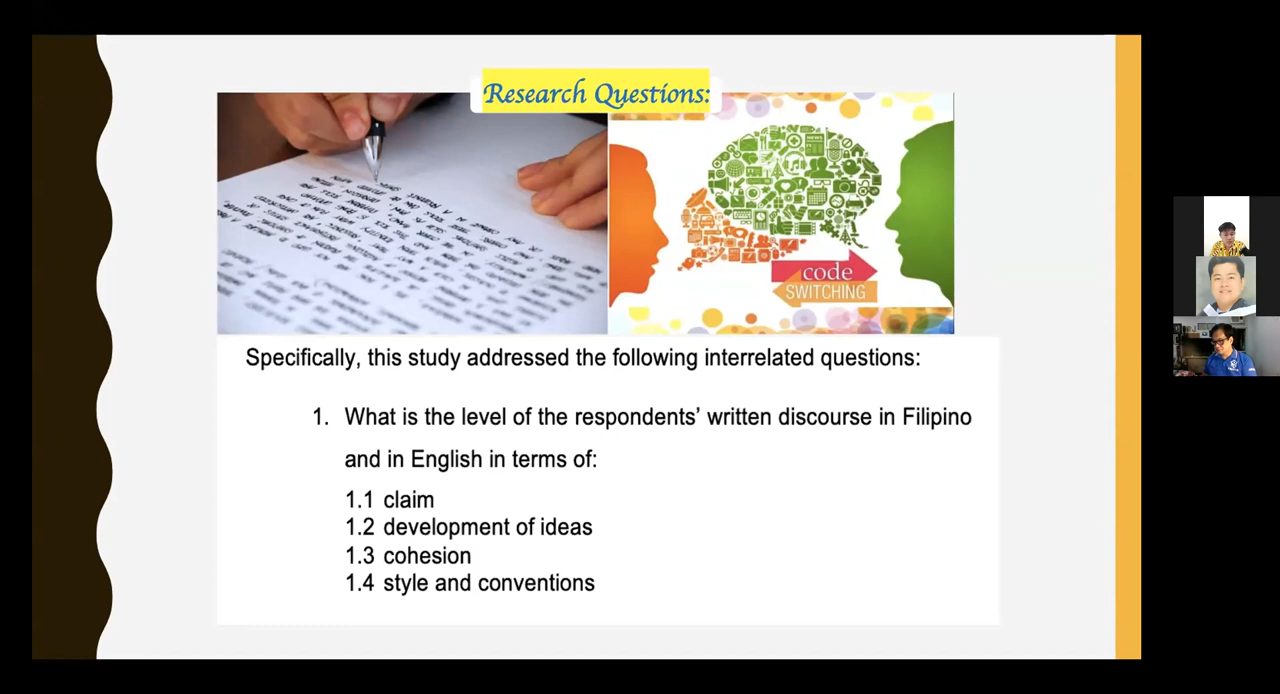 Research Questions:
code
SWITCHING
Specifically, this study addressed the following interrelated questions:
1. What is the level of the respondents' written discourse in Filipino
and in English in terms of:
1.1 claim
1.2 development of ideas
1.3 cohesion
1.4 style and conventions